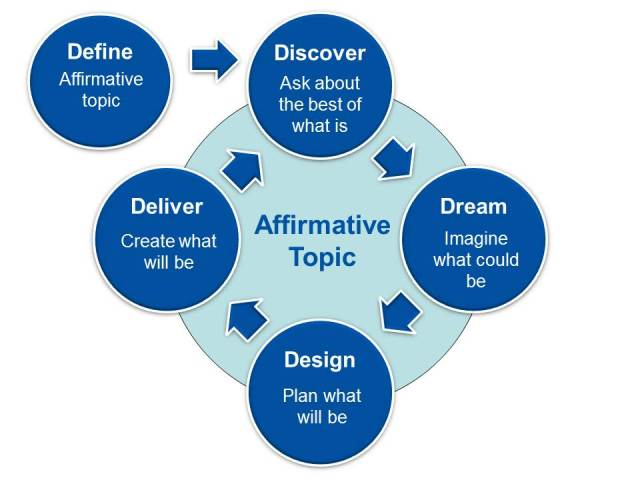 Define
Affirmative
topic
Discover
Ask about
the best of
what is
Deliver
Create what
will be
Affirmative
Topic
Dream
Imagine
what could
be
Design
Plan what
will be